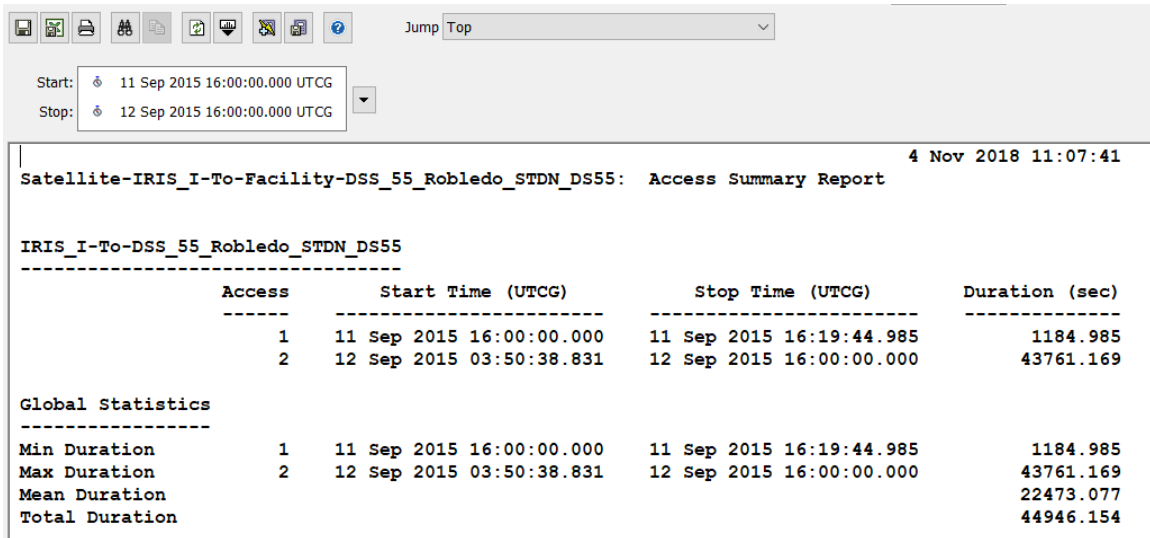 Jump Top
Start: 11 Sep 2015 16:00:00.000 UTCG
Stop: 12 Sep 2015 16:00:00.000 UTCG
4 Nov 2018 11:07:41
Satellite-IRIS_I-To-Facility-DSS_55_Robledo_STDN_DS55:  Access Summary Report
IRIS_I-To-DSS_55_Robledo_STDN_DS55
----------------------------------
Access    Start Time (UTCG)    Stop Time (UTCG)    Duration (sec)
------    ------------------------    ------------------------    --------------
1    11 Sep 2015 16:00:00.000    11 Sep 2015 16:19:44.985    1184.985
2    12 Sep 2015 03:50:38.831    12 Sep 2015 16:00:00.000    43761.169
Global Statistics
-----------------
Min Duration    1    11 Sep 2015 16:00:00.000    11 Sep 2015 16:19:44.985    1184.985
Max Duration    2    12 Sep 2015 03:50:38.831    12 Sep 2015 16:00:00.000    43761.169
Mean Duration    22473.077
Total Duration    44946.154